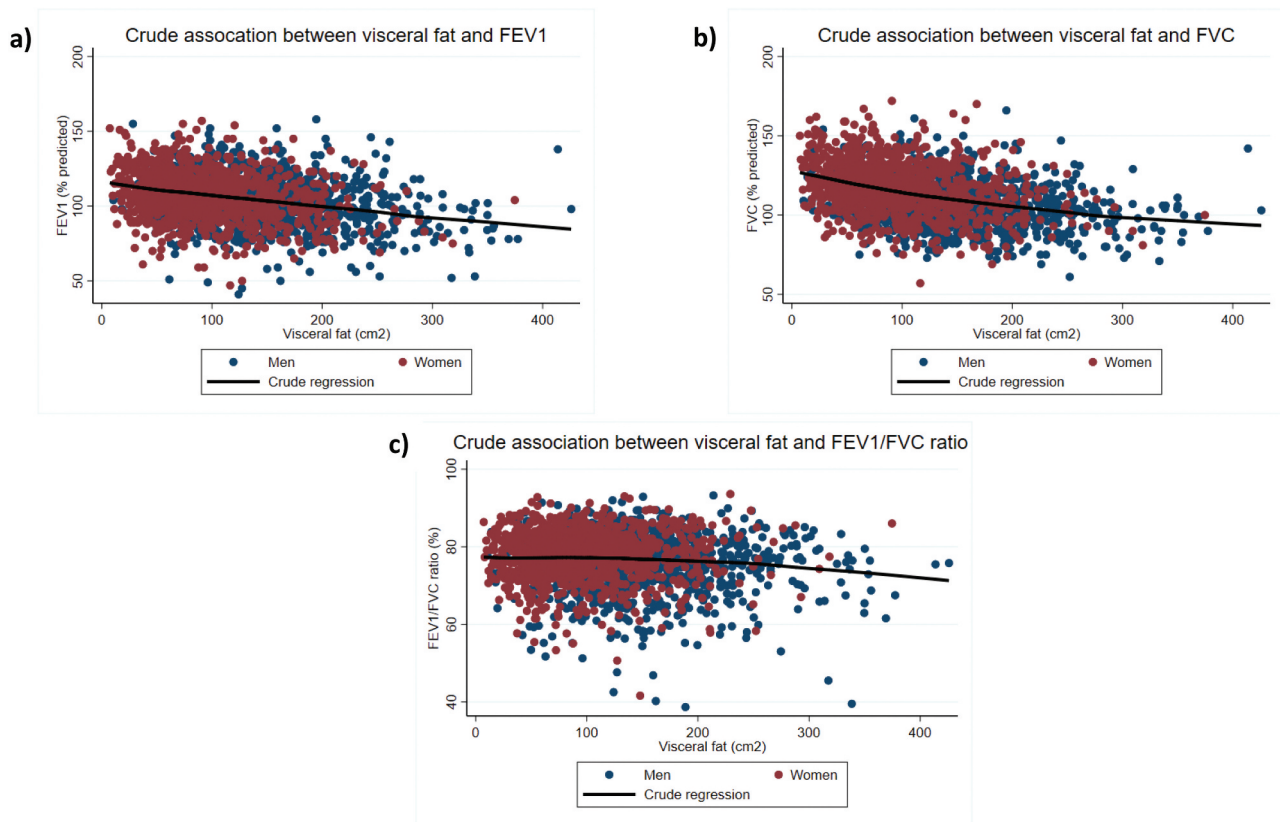 a)
Crude assocation between visceral fat and FEV1
200
150
100
50
FEV1 (% predicted)
0
100
200
300
400
Visceral fat (cm2)
Men
Women
Crude regression
b)
Crude association between visceral fat and FVC
200
150
100
50
FVC (% predicted)
0
100
200
300
400
Visceral fat (cm2)
Men
Women
Crude regression
c)
Crude association between visceral fat and FEV1/FVC ratio
100
80
60
40
FEV1/FVC ratio (%)
0
100
200
300
400
Visceral fat (cm2)
Men
Women
Crude regression